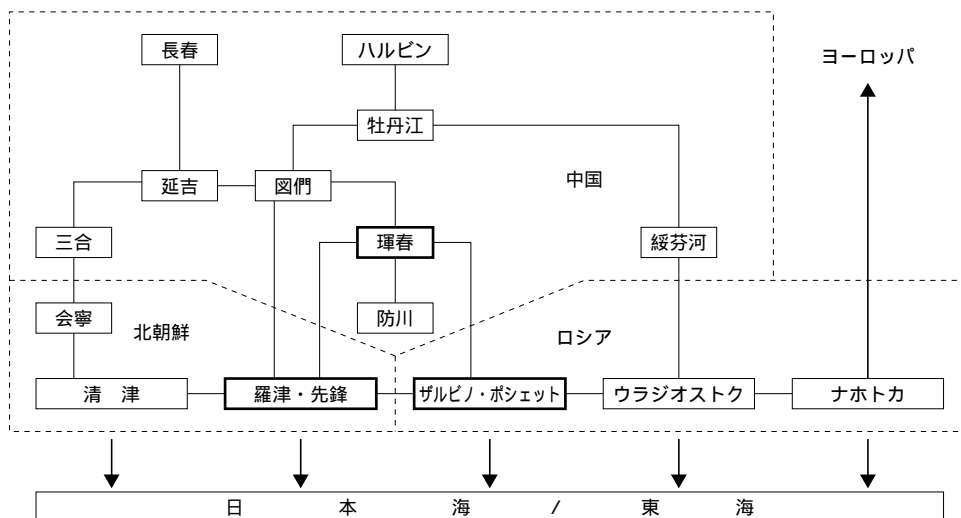 長春
ハルビン
ヨーロッパ
牡丹江
延吉
図們
中国
三合
琿春
綏芬河
会寧
北朝鮮
防川
ロシア
清　津
羅津・先鋒
ザルビノ・ポシェット
ウラジオストク
ナホトカ
日　本　海　/　東　海